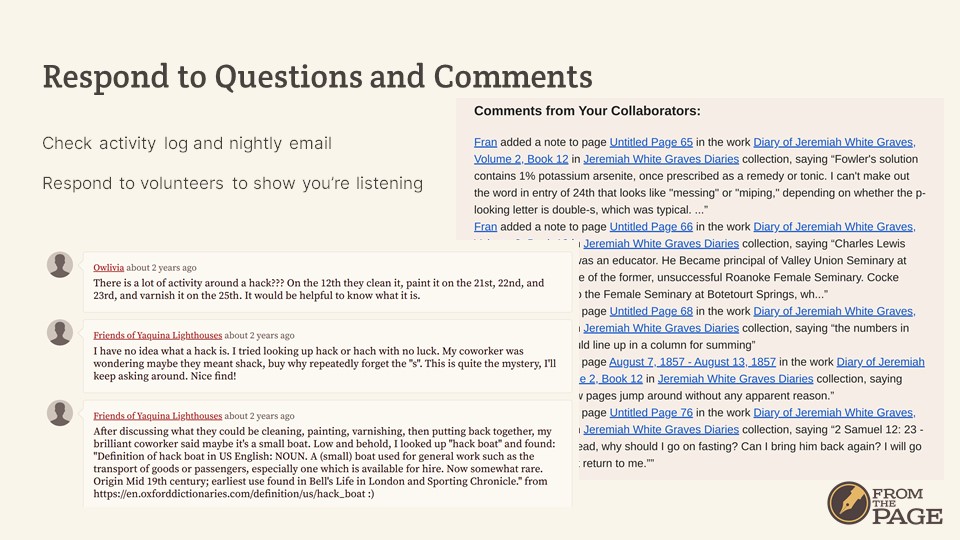 Respond to Questions and Comments
Check activity log and nightly email
Respond to volunteers to show you're listening
Comments from Your Collaborators:
Fran added a note to page Untitled Page 65 in the work Diary of Jeremiah White Graves,
Volume 2, Book 12 in Jeremiah White Graves Diaries collection, saying “Fowler's solution
contains 1% potassium arsenite, once prescribed as a remedy or tonic. I can't make out
the word in entry of 24th that looks like "messing" or "miping," depending on whether the p-
looking letter is double-s, which was typical. ...”
Fran added a note to page Untitled Page 66 in the work Diary of Jeremiah White Graves,
Jeremiah White Graves Diaries collection, saying “Charles Lewis
was an educator. He Became principal of Valley Union Seminary at
e of the former, unsuccessful Roanoke Female Seminary. Cocke
the Female Seminary at Botetourt Springs, wh...”
page Untitled Page 68 in the work Diary of Jeremiah White Graves,
Jeremiah White Graves Diaries collection, saying “the numbers in
ld line up in a column for summing”
page August 7, 1857 - August 13, 1857 in the work Diary of Jeremiah
e 2, Book 12 in Jeremiah White Graves Diaries collection, saying
pages jump around without any apparent reason.”
page Untitled Page 76 in the work Diary of Jeremiah White Graves,
Jeremiah White Graves Diaries collection, saying “2 Samuel 12: 23 -
ead, why should I go on fasting? Can I bring him back again? I will go
return to me.””
Owlivia about 2 years ago
There is a lot of activity around a hack??? On the 12th they clean it, paint it on the 21st, 22nd, and
23rd, and varnish it on the 25th. It would be helpful to know what it is.
Friends of Yaquina Lighthouses about 2 years ago
I have no idea what a hack is. I tried looking up hack or hach with no luck. My coworker was
wondering maybe they meant shack, buy why repeatedly forget the "s". This is quite the mystery, I'll
keep asking around. Nice find!
Friends of Yaquina Lighthouses about 2 years ago
After discussing what they could be cleaning, painting, varnishing, then putting back together, my
brilliant coworker said maybe it's a small boat. Low and behold, I looked up "hack boat" and found:
"Definition of hack boat in US English: NOUN. A (small) boat used for general work such as the
transport of goods or passengers, especially one which is available for hire. Now somewhat rare.
Origin Mid 19th century; earliest use found in Bell's Life in London and Sporting Chronicle." from
https://en.oxforddictionaries.com/definition/us/hack_boat :)
FROM
THE
PAGE